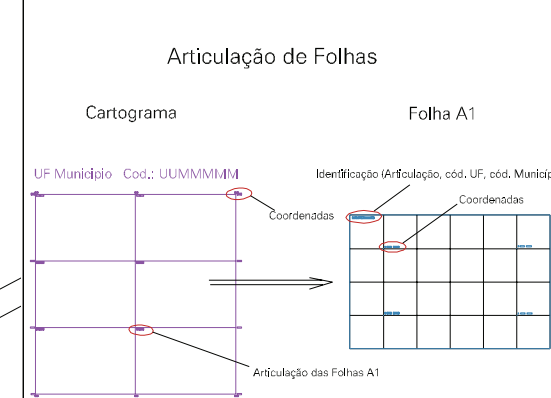 Articulação de Folhas
Cartograma
Folha A1
UF Municipio Cod.: UUMMMMM
Identificação (Articulação, cód. UF, cód. Municíp
Coordenadas
Coordenadas
Articulação das Folhas A1